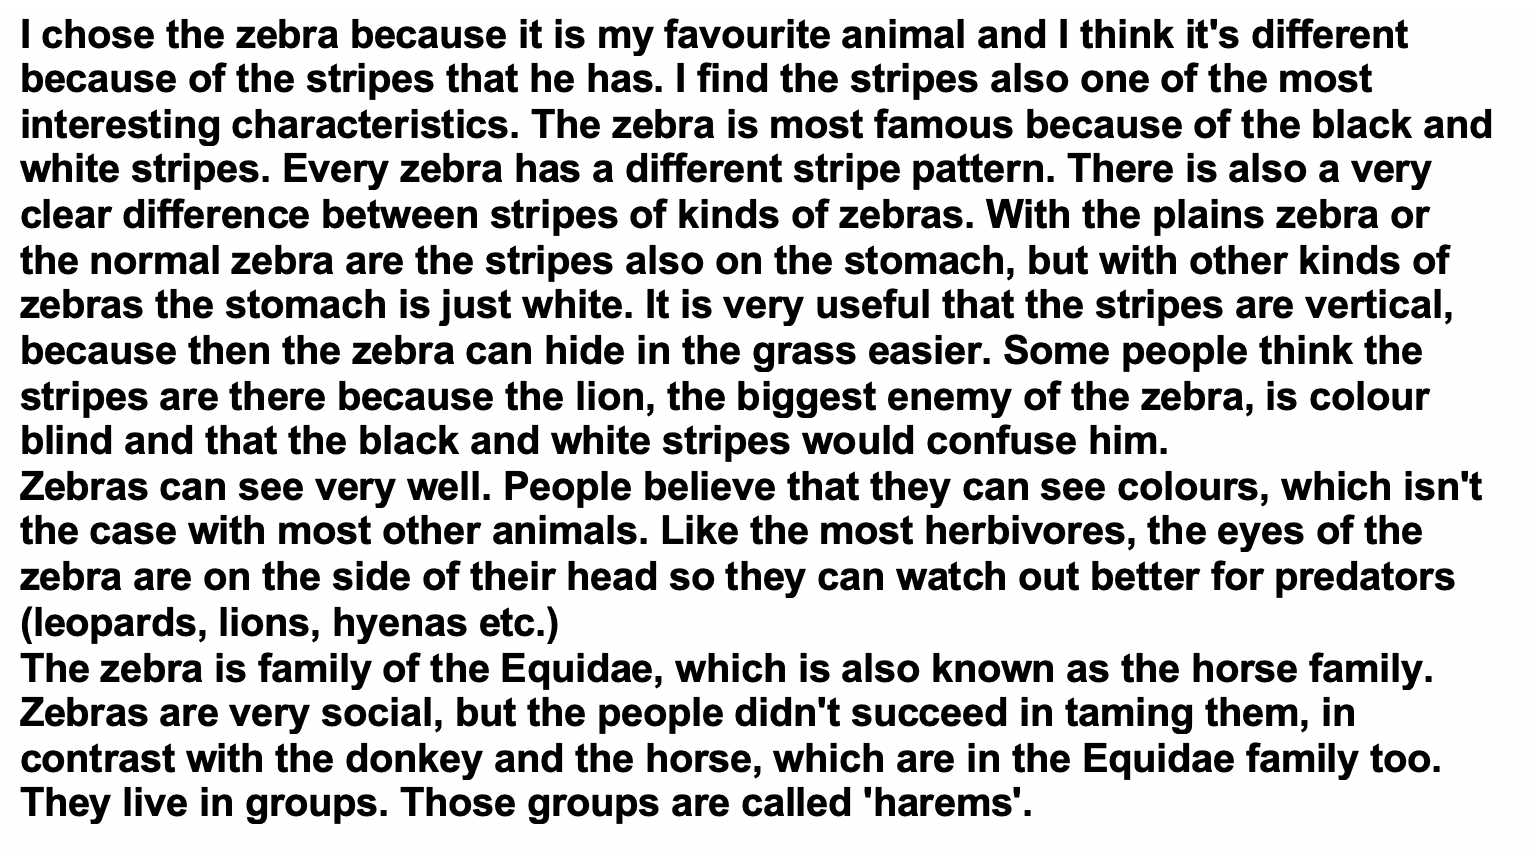 I chose the zebra because it is my favourite animal and I think it's different
because of the stripes that he has. I find the stripes also one of the most
interesting characteristics. The zebra is most famous because of the black and
white stripes. Every zebra has a different stripe pattern. There is also a very
clear difference between stripes of kinds of zebras. With the plains zebra or
the normal zebra are the stripes also on the stomach, but with other kinds of
zebras the stomach is just white. It is very useful that the stripes are vertical,
because then the zebra can hide in the grass easier. Some people think the
stripes are there because the lion, the biggest enemy of the zebra, is colour
blind and that the black and white stripes would confuse him.
Zebras can see very well. People believe that they can see colours, which isn't
the case with most other animals. Like the most herbivores, the eyes of the
zebra are on the side of their head so they can watch out better for predators
(leopards, lions, hyenas etc.)
The zebra is family of the Equidae, which is also known as the horse family.
Zebras are very social, but the people didn't succeed in taming them, in
contrast with the donkey and the horse, which are in the Equidae family too.
They live in groups. Those groups are called 'harems'.